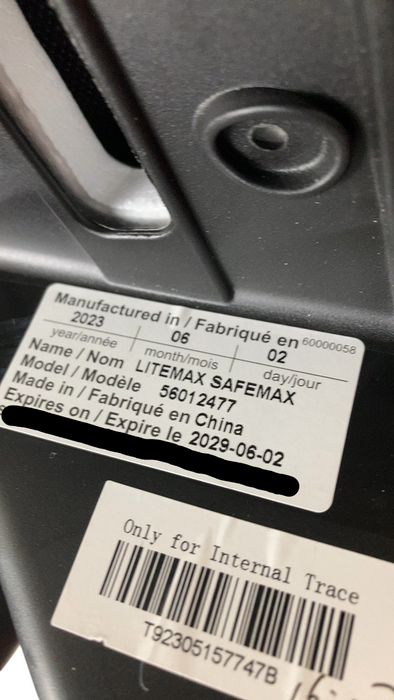 Manufactured in / Fabriqué en 60000058
2023 06 02
year/année month/mois day/jour
Name / Nom LITEMAX SAFEMAX
Model / Modèle 56012477
Made in / Fabriqué en China
Expires on / Expire le 2029-06-02
Only for Internal Trace
T92305157747B